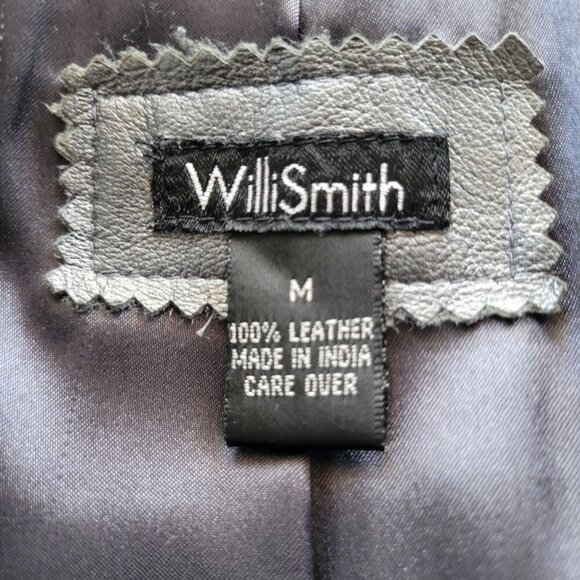 WilliSmith
M
100% LEATHER
MADE IN INDIA
CARE OVER